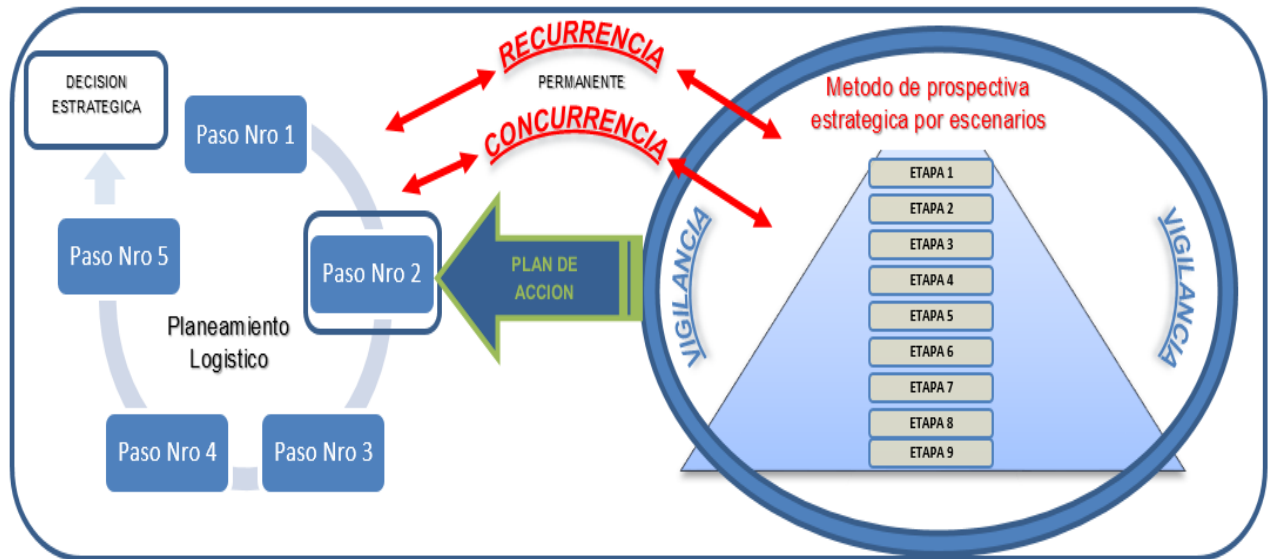 DECISION
ESTRATEGICA
Paso Nro 1
Paso Nro 2
Paso Nro 3
Paso Nro 4
Paso Nro 5
Planeamiento
Logistico
RECURRENCIA
PERMANENTE
CONCURRENCIA
PLAN DE
ACCION
Metodo de prospectiva
estrategica por escenarios
VIGILANCIA
ETAPA 1
ETAPA 2
ETAPA 3
ETAPA 4
ETAPA 5
ETAPA 6
ETAPA 7
ETAPA 8
ETAPA 9
VIGILANCIA